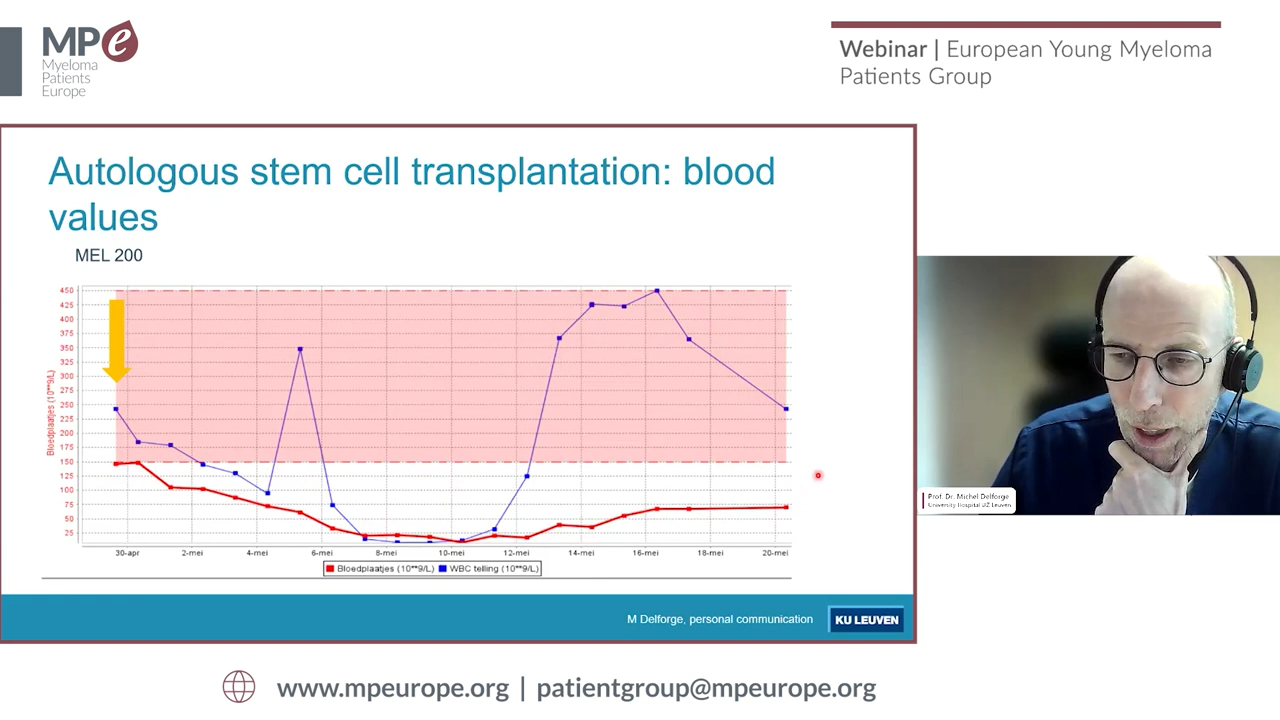 MPe
Myeloma
Patients
Europe
Webinar | European Young Myeloma
Patients Group
Autologous stem cell transplantation: blood
values
MEL 200
Bloedplaatjes (10**9/L)
450
425
400
375
350
325
300
275
250
225
200
175
150
125
100
75
50
25
30-apr 2-mei 4-mei 6-mei 8-mei 10-mei 12-mei 14-mei 16-mei 18-mei 20-mei
Bloedplaatjes (10**9/L) WBC telling (10**9/L)
M Delforge, personal communication
KU LEUVEN
Prof. Dr. Michel Delforge
University Hospital UZ Leuven
www.mpeurope.org | patientgroup@mpeurope.org